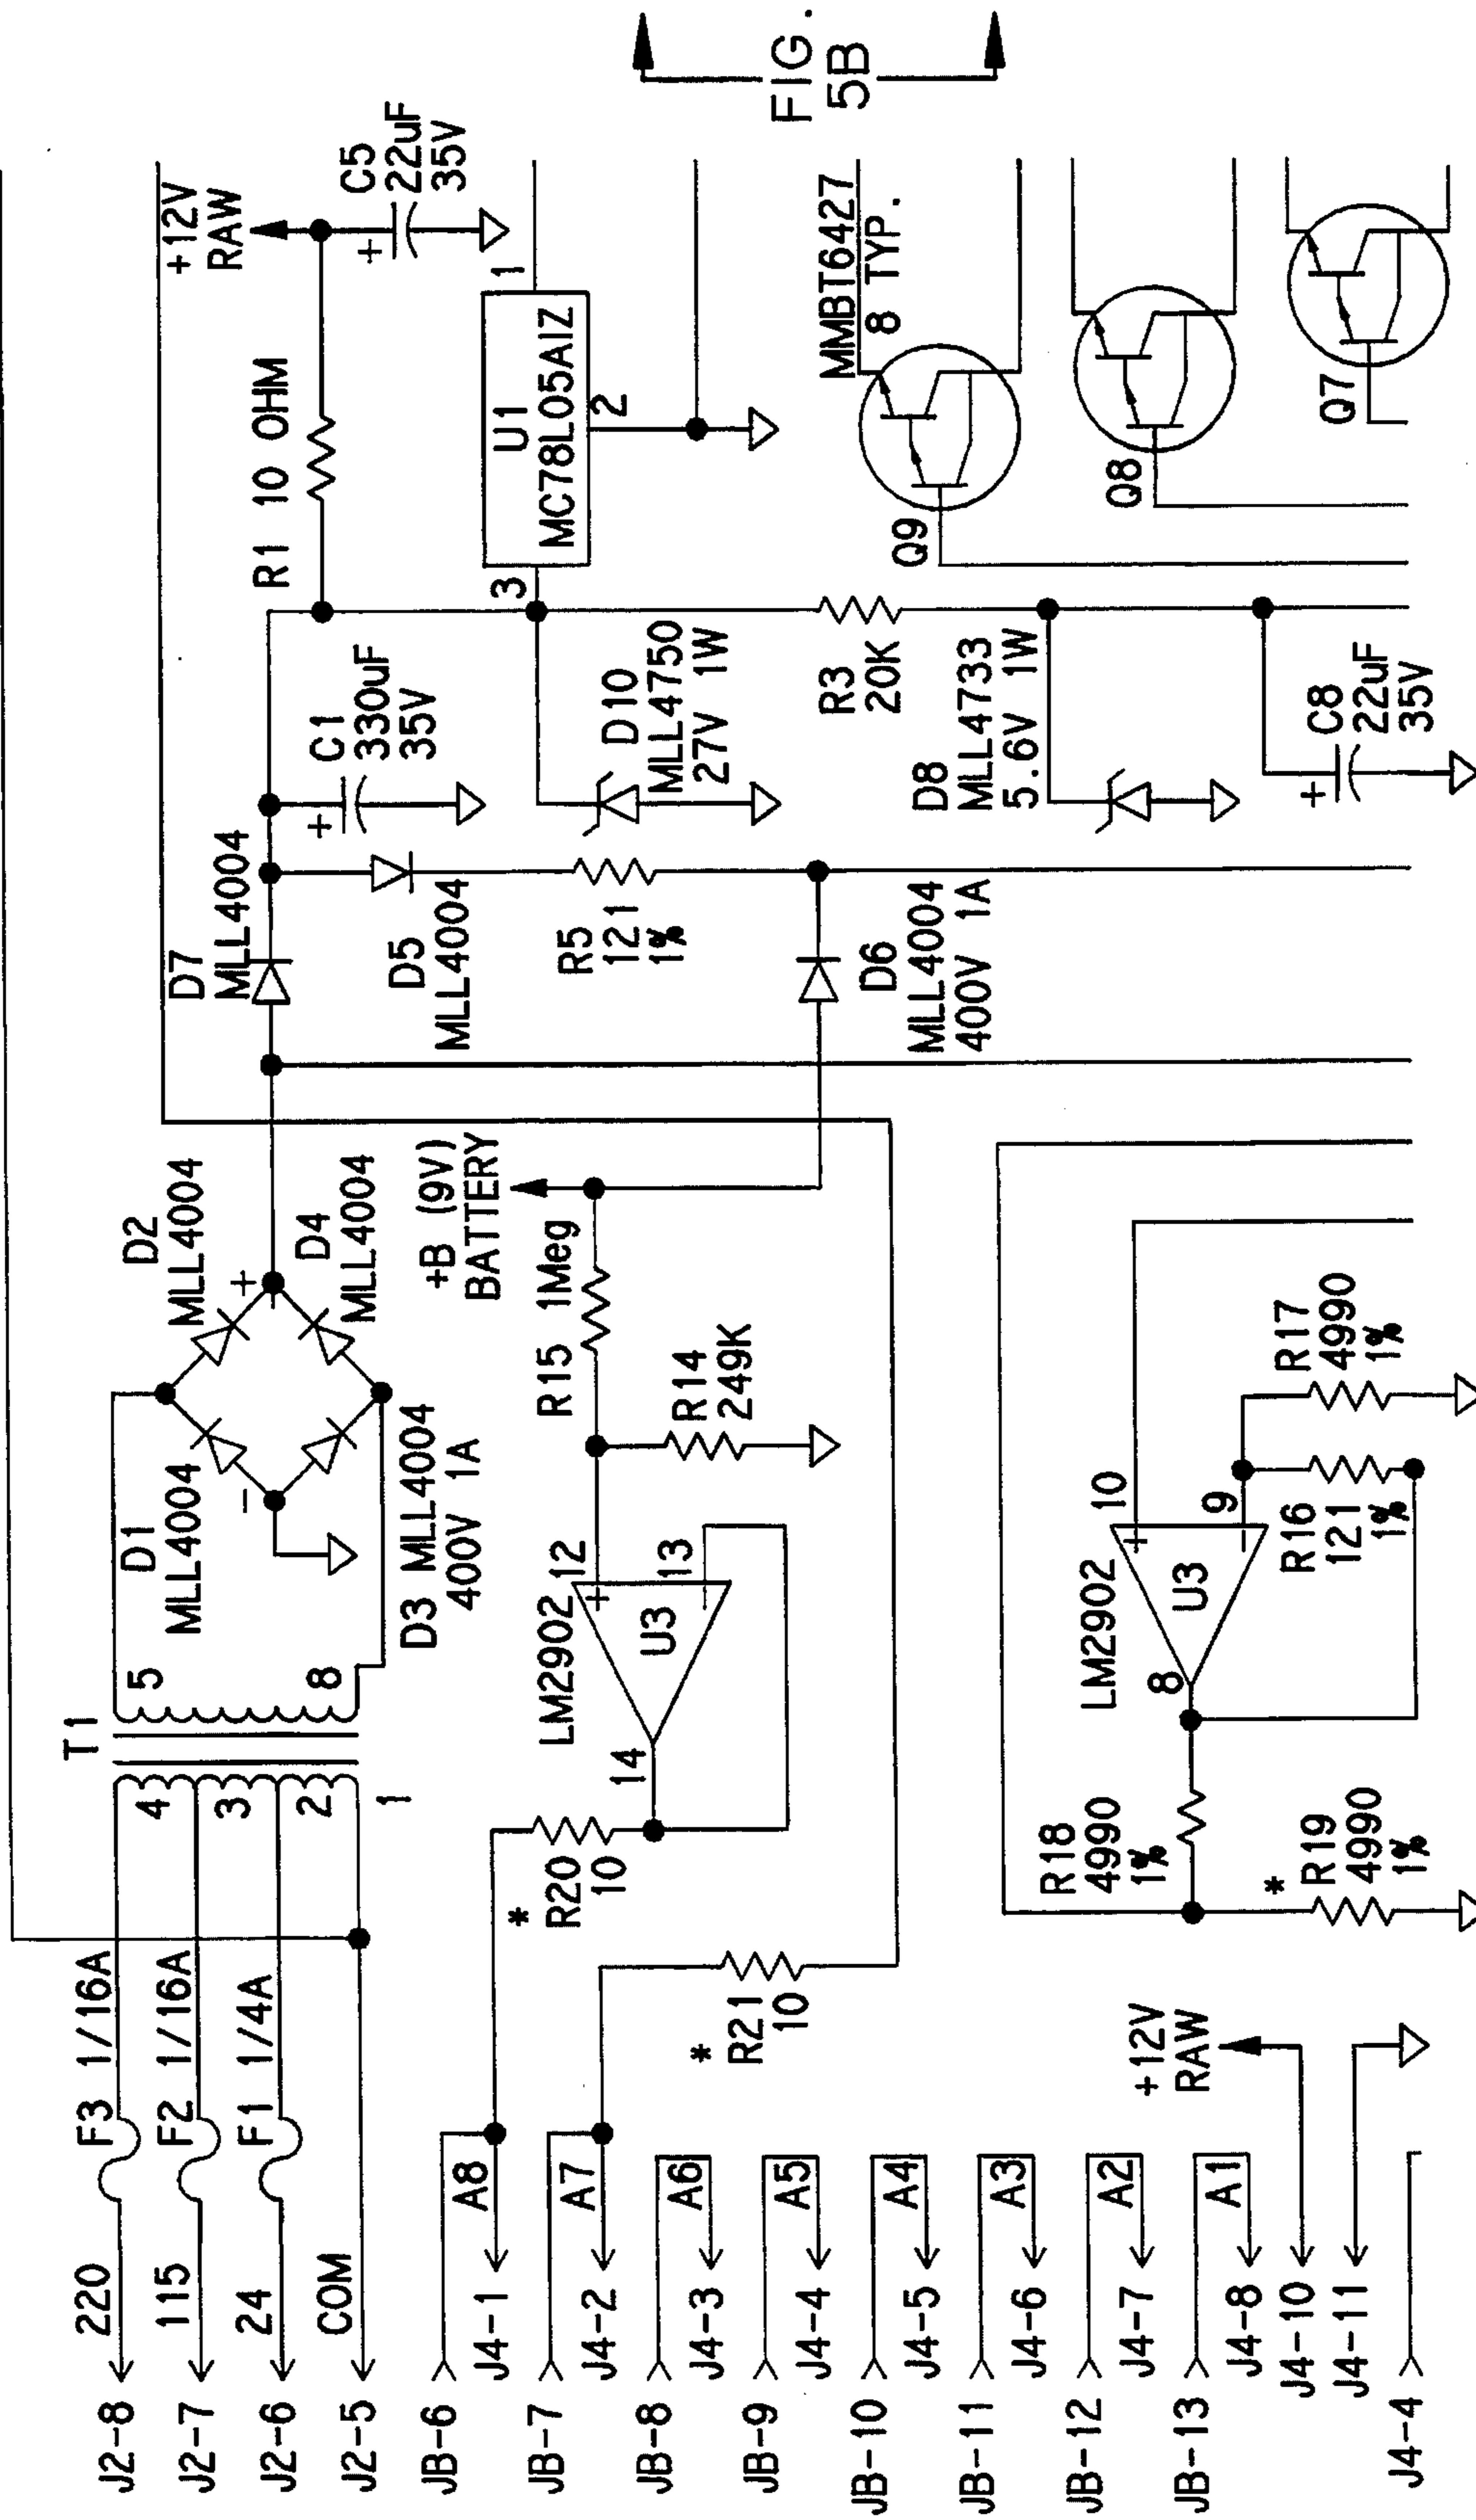 J2-8
220
F3 1/16A
J2-7
115
F2 1/16A
J2-6
24
F1 1/4A
J2-5
COM
T1
4
3
2
1
5
8
D1
MLL4004
D2
MLL4004
D3 MLL4004
400V 1A
D4
MLL4004
+
-
D7
MLL4004
+12V
RAW
R1 10 OHM
C5
22uF
35V
+
C1
330uF
35V
+
D5
MLL4004
U1
MC78L05AIZ
3
1
2
D10
MLL4750
27V 1W
R5
121
1%
+B (9V)
BATTERY
R15 1Meg
R14
249K
LM2902
U3
12
13
14
+
*
R20
10
JB-6
J4-1
A8
JB-7
J4-2
A7
*
R21
10
JB-8
J4-3
A6
JB-9
J4-4
A5
JB-10
J4-5
A4
JB-11
J4-6
A3
JB-12
J4-7
A2
JB-13
J4-8
A1
J4-10
J4-11
J4-4
+12V
RAW
FIG.
5B
MMBT6427
8 TYP.
R3
20K
D6
MLL4004
400V 1A
D8
MLL4733
5.6V 1W
Q9
Q8
Q7
C8
22uF
35V
+
LM2902
U3
10
9
8
+
-
R18
4990
1%
*
R19
4990
1%
R16
121
1%
R17
4990
1%